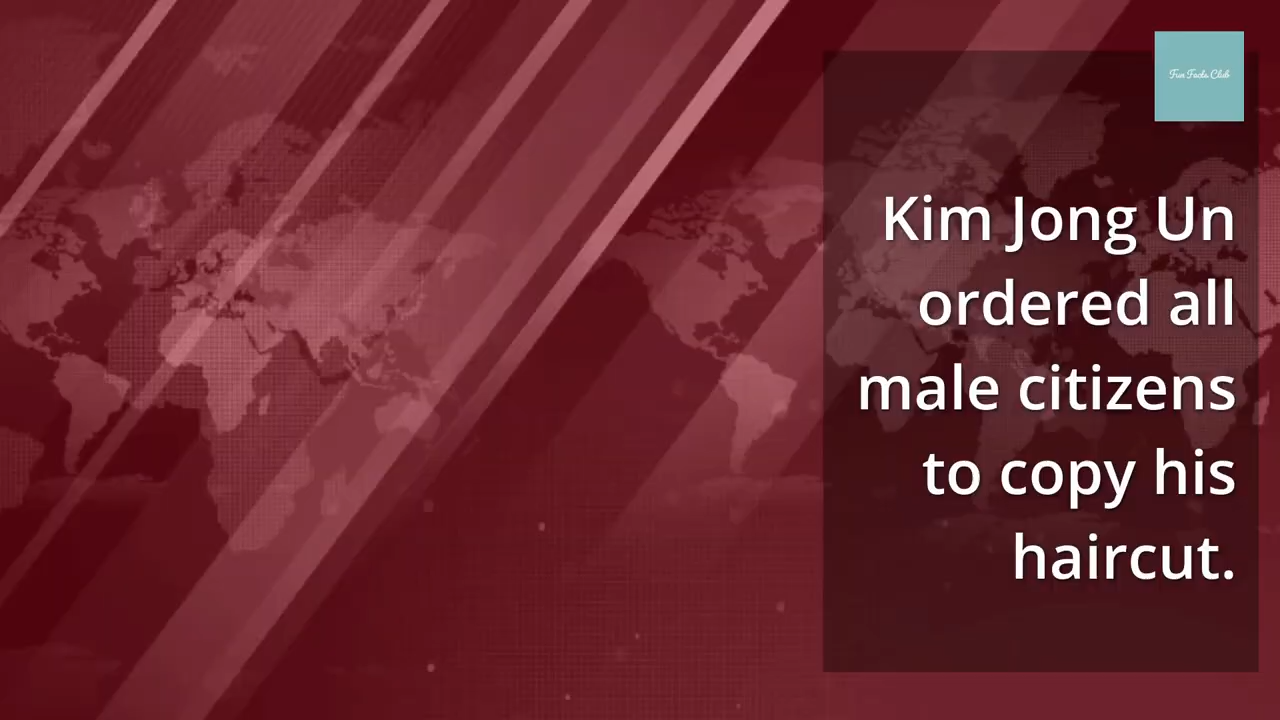 Fun Facts Club
Kim Jong Un
ordered all
male citizens
to copy his
haircut.